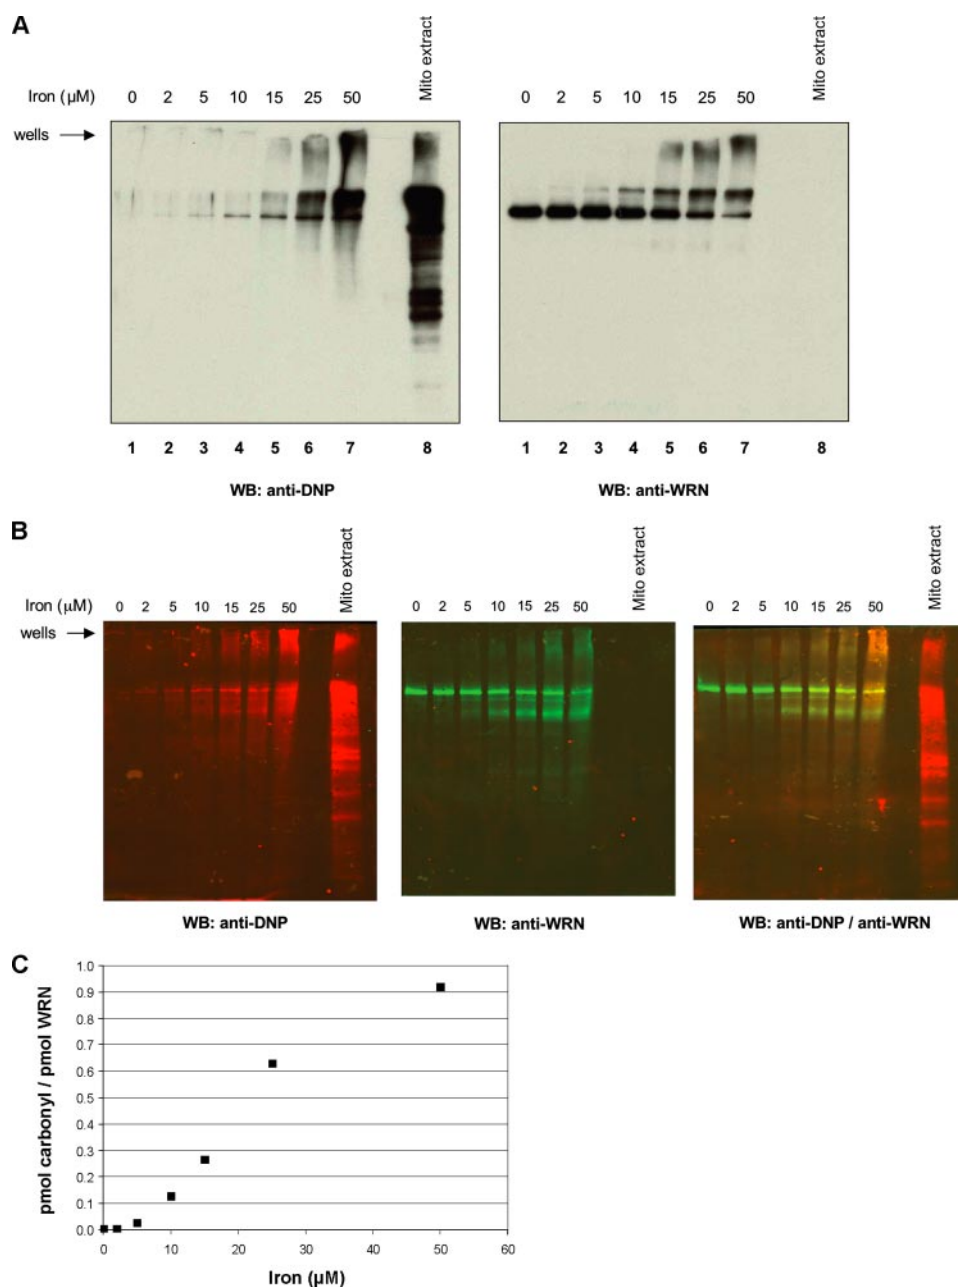 A
Mito extract
Mito extract
Iron (µM) 0 2 5 10 15 25 50 0 2 5 10 15 25 50
wells
1 2 3 4 5 6 7 8 1 2 3 4 5 6 7 8
WB: anti-DNP WB: anti-WRN
B
Mito extract
Mito extract
Mito extract
Iron (µM) 0 2 5 10 15 25 50 0 2 5 10 15 25 50 0 2 5 10 15 25 50
wells
WB: anti-DNP WB: anti-WRN WB: anti-DNP / anti-WRN
C
pmol carbonyl / pmol WRN
1.0
0.9
0.8
0.7
0.6
0.5
0.4
0.3
0.2
0.1
0.0
0 10 20 30 40 50 60
Iron (µM)